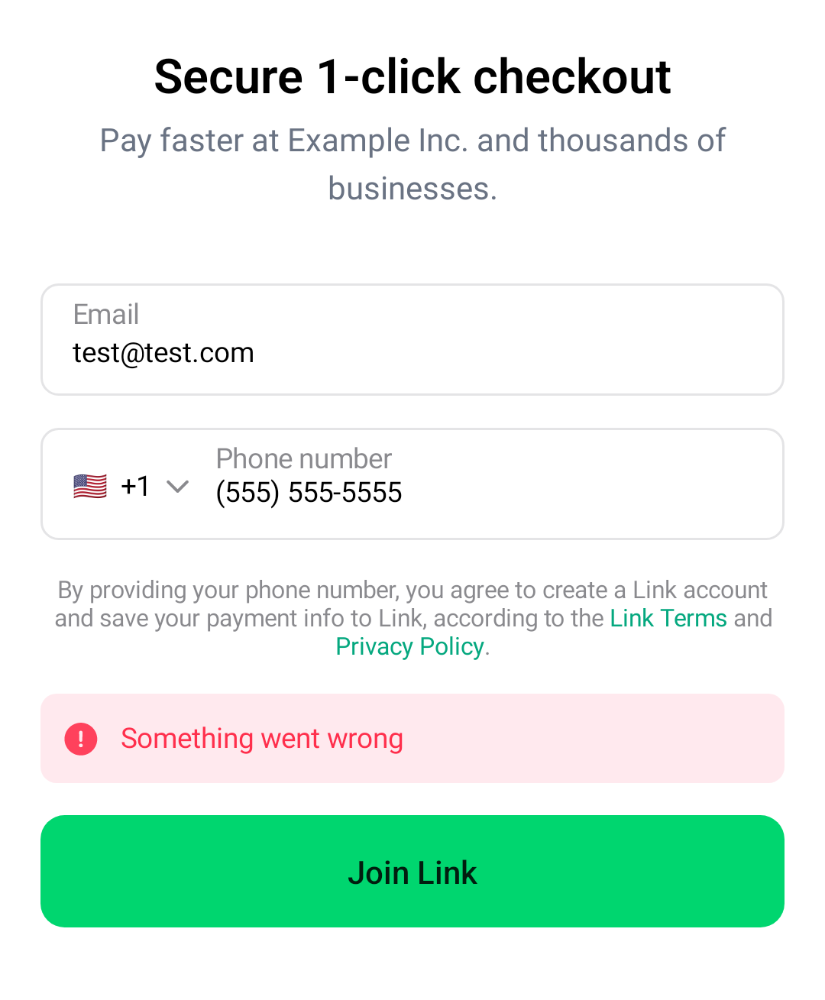 Secure 1-click checkout
Pay faster at Example Inc. and thousands of
businesses.
Email
test@test.com
Phone number
+1 (555) 555-5555
By providing your phone number, you agree to create a Link account
and save your payment info to Link, according to the Link Terms and
Privacy Policy.
Something went wrong
Join Link